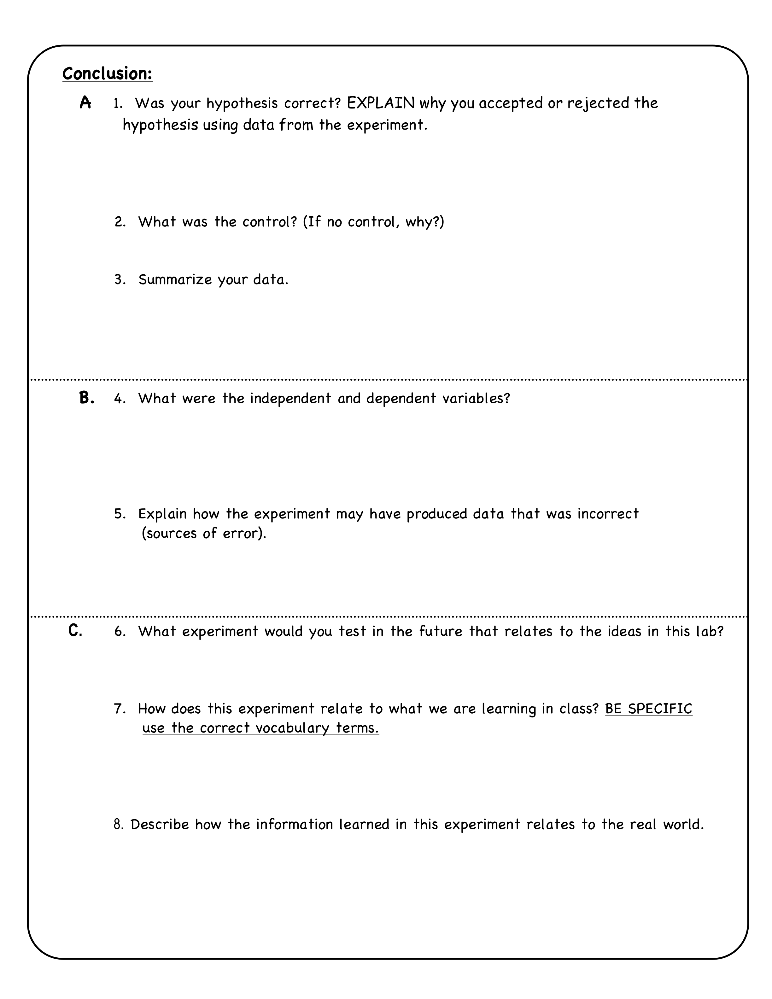 Conclusion:
A 1. Was your hypothesis correct? EXPLAIN why you accepted or rejected the
hypothesis using data from the experiment.
2. What was the control? (If no control, why?)
3. Summarize your data.
B. 4. What were the independent and dependent variables?
5. Explain how the experiment may have produced data that was incorrect
(sources of error).
C. 6. What experiment would you test in the future that relates to the ideas in this lab?
7. How does this experiment relate to what we are learning in class? BE SPECIFIC
use the correct vocabulary terms.
8. Describe how the information learned in this experiment relates to the real world.